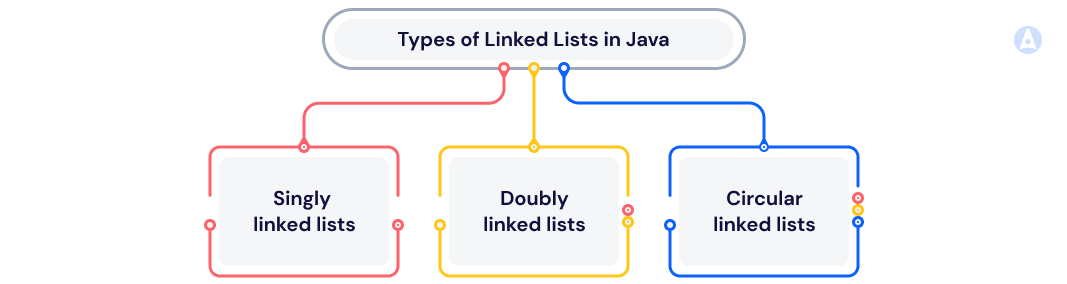 Types of Linked Lists in Java
Singly
linked lists
Doubly
linked lists
Circular
linked lists